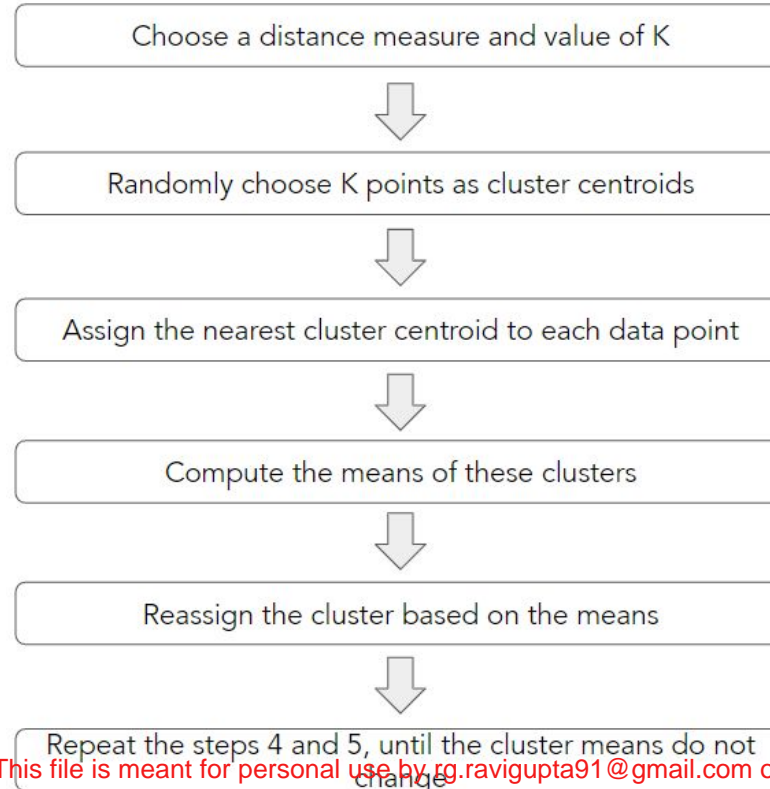 Choose a distance measure and value of K
Randomly choose K points as cluster centroids
Assign the nearest cluster centroid to each data point
Compute the means of these clusters
Reassign the cluster based on the means
Repeat the steps 4 and 5, until the cluster means do not
change
This file is meant for personal use by rg.ravigupta91@gmail.com